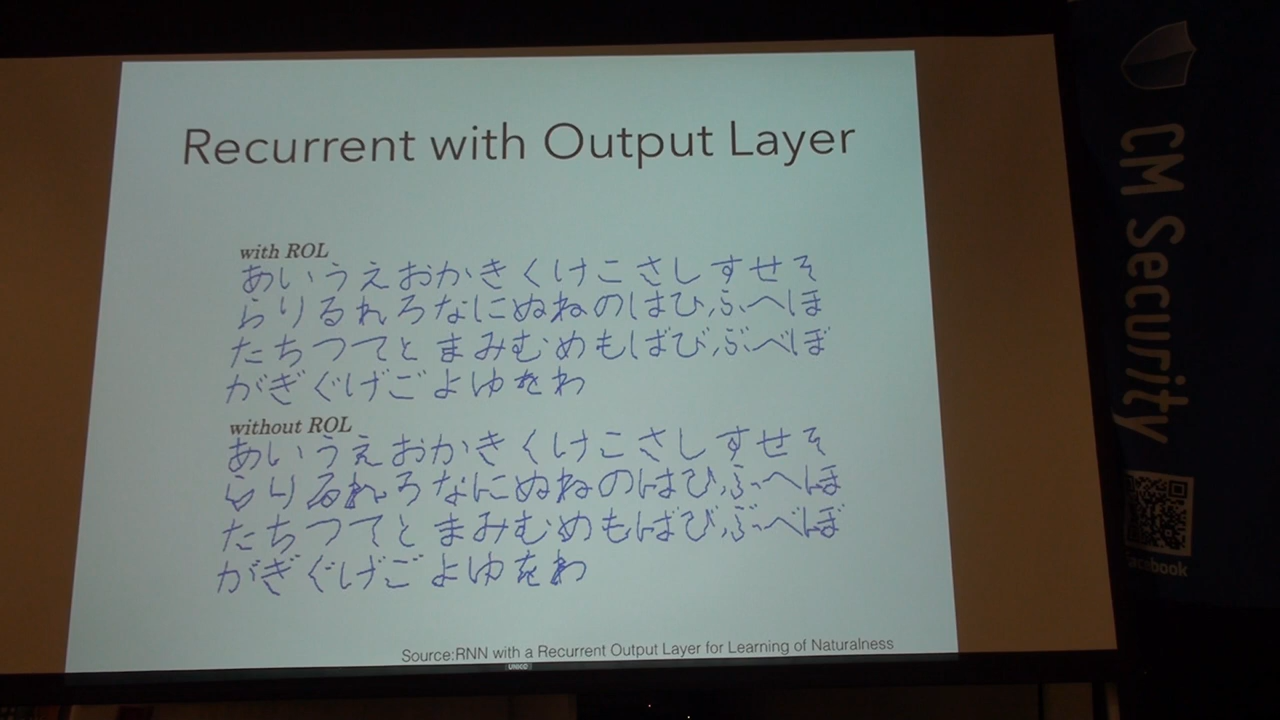 Recurrent with Output Layer
with ROL
あいうえおかきくけこさしすせそ
らりるれろなにぬねのはひふへほ
たちつてとまみむめもばびぶべぼ
がぎぐげごよゆをわ
without ROL
あいうえおかきくけこさしすせそ
らりるれろなにぬねのはひふへほ
たちつてとまみむめもばびぶべぼ
がぎぐげごよゆをわ
Source:RNN with a Recurrent Output Layer for Learning of Naturalness
CM Security